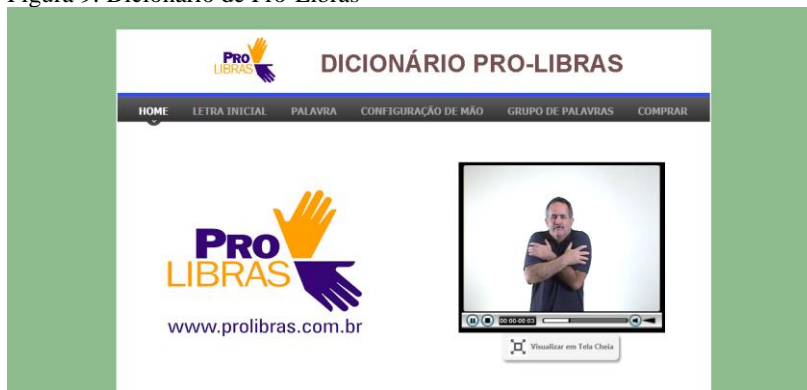 Figura 9: Dicionário de Pro-Libras
PRO
LIBRAS
DICIONÁRIO PRO-LIBRAS
HOME LETRA INICIAL PALAVRA CONFIGURAÇÃO DE MÃO GRUPO DE PALAVRAS COMPRAR
PRO
LIBRAS
www.prolibras.com.br
00:00-00:03
Visualizar em Tela Cheia